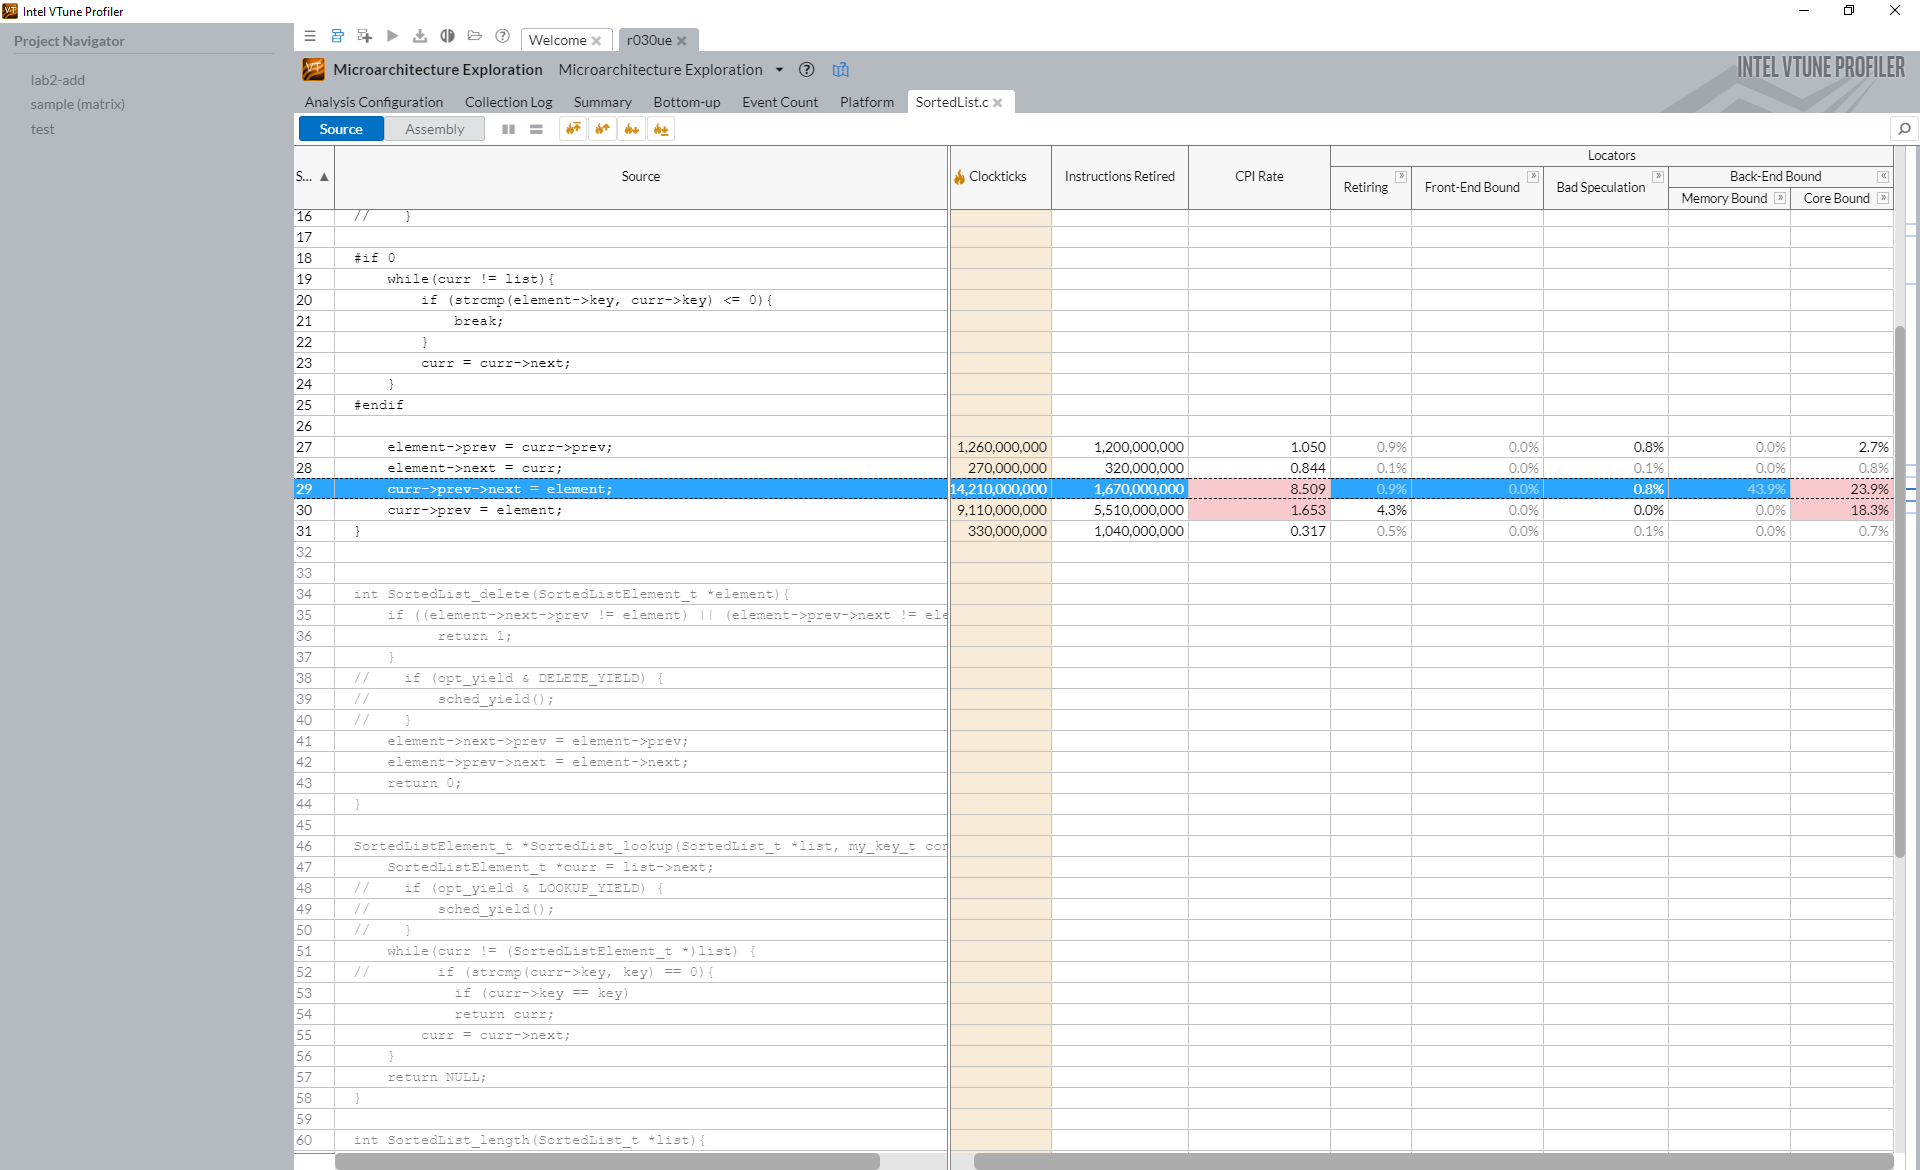 Intel VTune Profiler
Project Navigator
lab2-add
sample (matrix)
test
Welcome
r030ue
Microarchitecture Exploration Microarchitecture Exploration
INTEL VTUNE PROFILER
Analysis Configuration Collection Log Summary Bottom-up Event Count Platform SortedList.c
Source Assembly
S... ▲ Source Clockticks Instructions Retired CPI Rate Locators
Retiring Front-End Bound Bad Speculation Back-End Bound
Memory Bound Core Bound
16 //    }
17
18 #if 0
19     while(curr != list){
20         if (strcmp(element->key, curr->key) <= 0){
21             break;
22         }
23         curr = curr->next;
24     }
25 #endif
26
27     element->prev = curr->prev; 1,260,000,000 1,200,000,000 1.050 0.9% 0.0% 0.8% 0.0% 2.7%
28     element->next = curr; 270,000,000 320,000,000 0.844 0.1% 0.0% 0.1% 0.0% 0.8%
29     curr->prev->next = element; 14,210,000,000 1,670,000,000 8.509 0.9% 0.0% 0.8% 43.9% 23.9%
30     curr->prev = element; 9,110,000,000 5,510,000,000 1.653 4.3% 0.0% 0.0% 0.0% 18.3%
31 } 330,000,000 1,040,000,000 0.317 0.5% 0.0% 0.1% 0.0% 0.7%
32
33
34 int SortedList_delete(SortedListElement_t *element){
35     if ((element->next->prev != element) || (element->prev->next != ele
36           return 1;
37     }
38 //    if (opt_yield & DELETE_YIELD) {
39 //        sched_yield();
40 //    }
41     element->next->prev = element->prev;
42     element->prev->next = element->next;
43     return 0;
44 }
45
46 SortedListElement_t *SortedList_lookup(SortedList_t *list, my_key_t con
47     SortedListElement_t *curr = list->next;
48 //    if (opt_yield & LOOKUP_YIELD) {
49 //        sched_yield();
50 //    }
51     while(curr != (SortedListElement_t *)list) {
52 //        if (strcmp(curr->key, key) == 0){
53             if (curr->key == key)
54             return curr;
55         curr = curr->next;
56     }
57     return NULL;
58 }
59
60 int SortedList_length(SortedList_t *list){